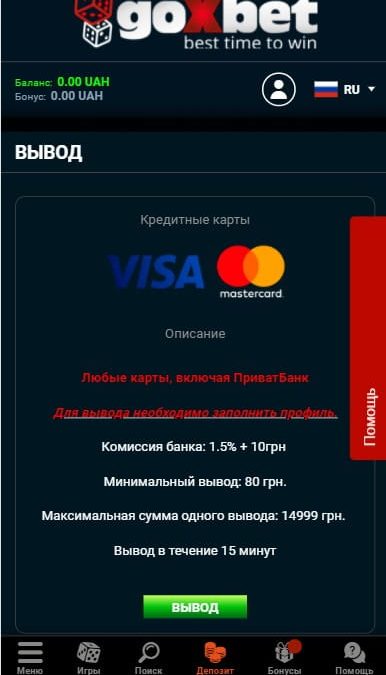 goXbet
best time to win
Баланс: 0.00 UAH
Бонус: 0.00 UAH
RU
ВЫВОД
Кредитные карты
VISA
mastercard.
Описание
Любые карты, включая ПриватБанк
Для вывода необходимо заполнить профиль.
Комиссия банка: 1.5% + 10грн
Минимальный вывод: 80 грн.
Максимальная сумма одного вывода: 14999 грн.
Вывод в течение 15 минут
ВЫВОД
Помощь
Меню
Игры
Поиск
Депозит
Бонусы
Помощь